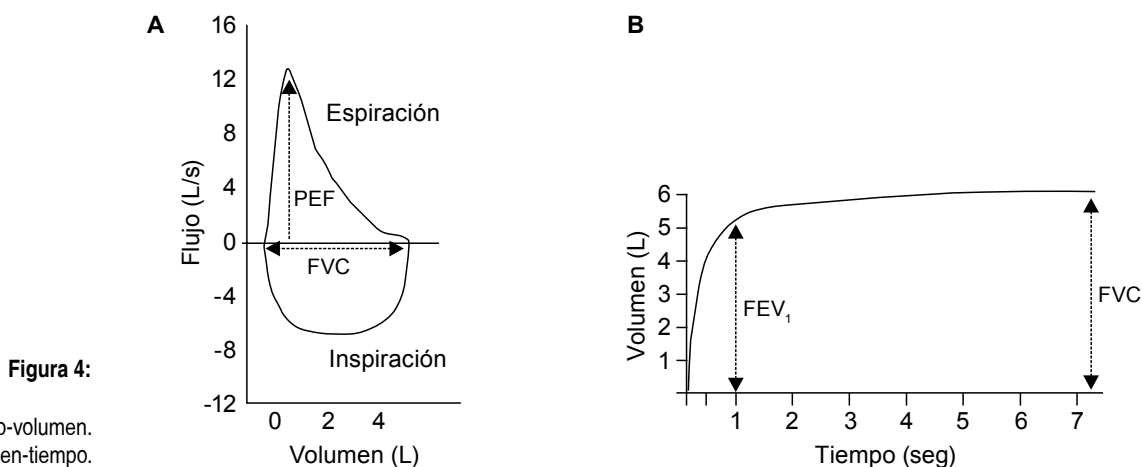 A
16
12
8
4
0
-4
-8
-12
Flujo (L/s)
Espiración
PEF
FVC
Inspiración
0 2 4
Volumen (L)
B
6
5
4
3
2
1
Volumen (L)
FEV₁
FVC
1 2 3 4 5 6 7
Tiempo (seg)
Figura 4:
o-volumen.
en-tiempo.